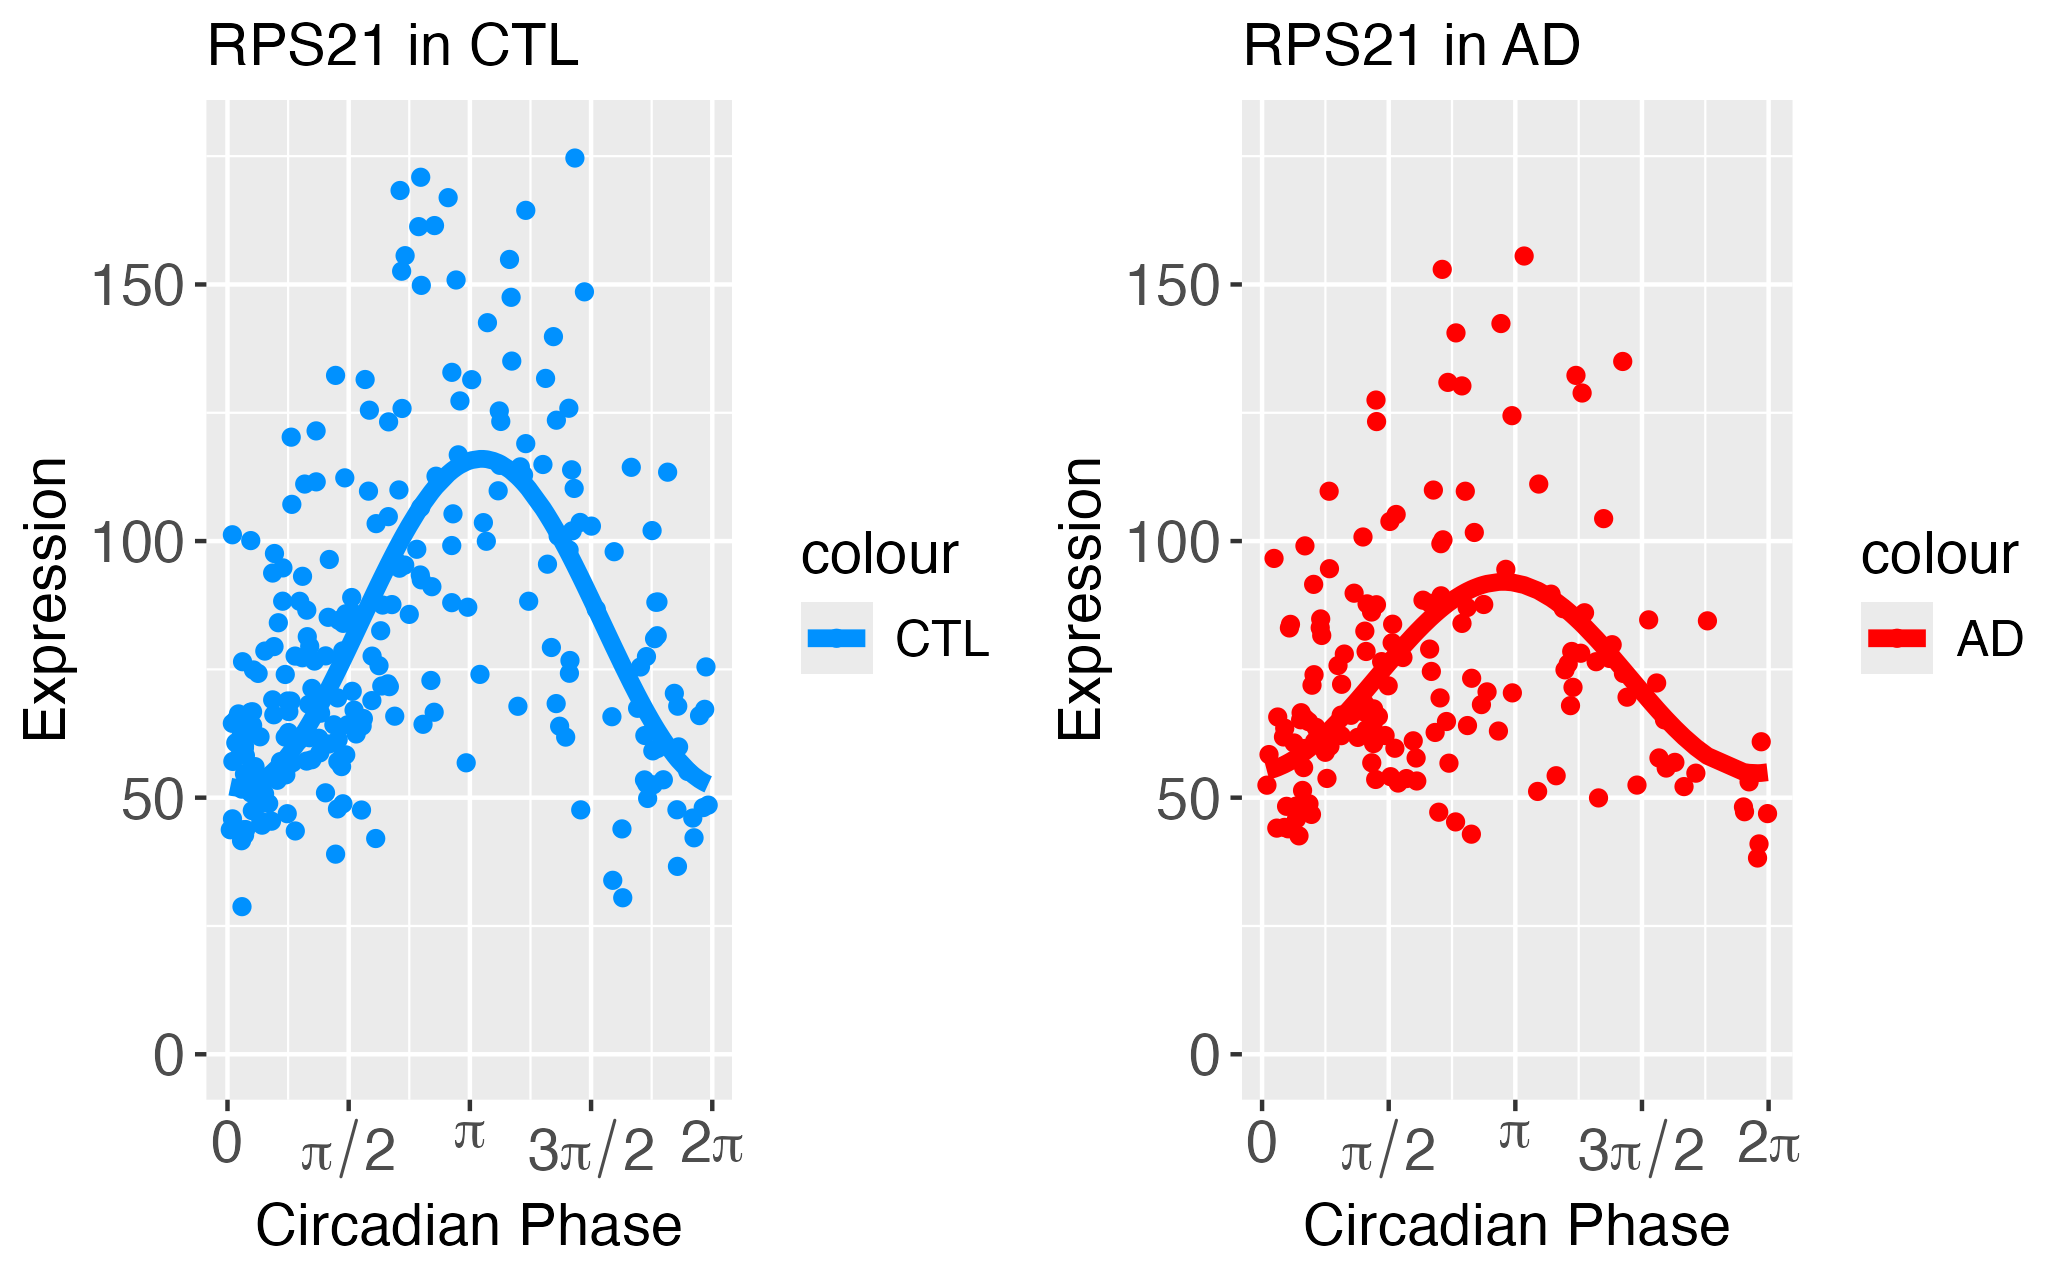 RPS21 in CTL
Expression
150
100
50
0
0 π/2 π 3π/2 2π
Circadian Phase
colour
CTL
RPS21 in AD
Expression
150
100
50
0
0 π/2 π 3π/2 2π
Circadian Phase
colour
AD